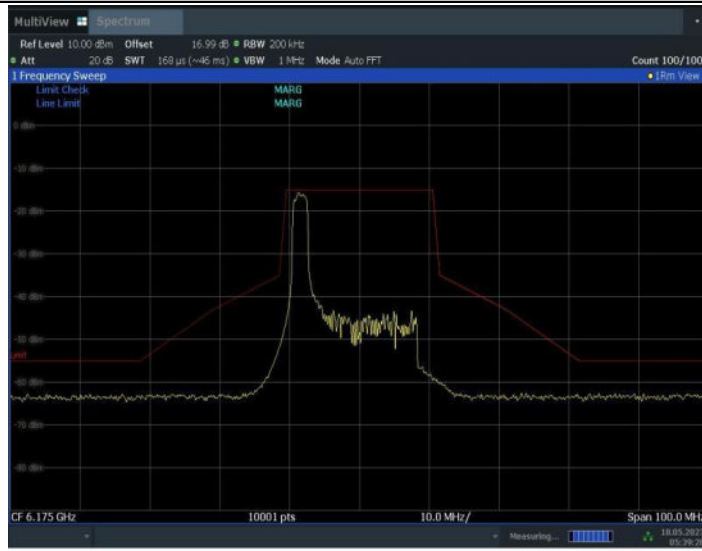 MultiView Spectrum
Ref Level 10.00 dBm Offset 16.99 dB RBW 200 kHz
Att 20 dB SWT 168 µs (~46 ms) VBW 1 MHz Mode Auto FFT Count 100/100
1 Frequency Sweep 1Rm View
Limit Check MARG
Line Limit MARG
0 dBm
-10 dBm
-20 dBm
-30 dBm
-40 dBm
-50 dBm
-60 dBm
-70 dBm
-80 dBm
CF 6.175 GHz 10001 pts 10.0 MHz/ Span 100.0 MHz
Measuring...
05:39:28